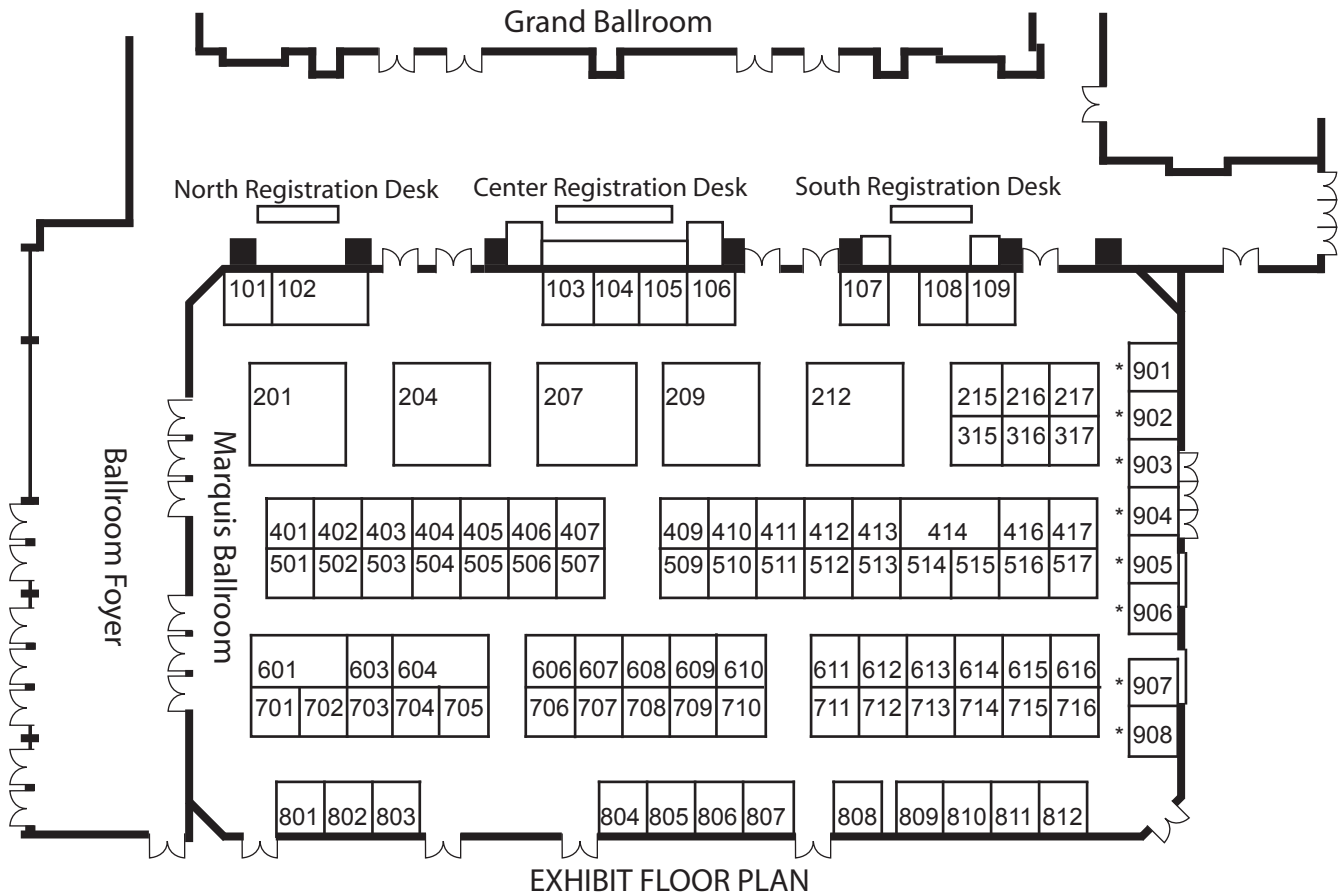 Grand Ballroom
North Registration Desk
Center Registration Desk
South Registration Desk
101 102
103 104 105 106
107
108 109
201
204
207
209
212
215 216 217
315 316 317
* 901
* 902
* 903
* 904
* 905
* 906
* 907
* 908
Ballroom Foyer
Marquis Ballroom
401 402 403 404 405 406 407
501 502 503 504 505 506 507
409 410 411 412 413 414 416 417
509 510 511 512 513 514 515 516 517
601 603 604
701 702 703 704 705
606 607 608 609 610
706 707 708 709 710
611 612 613 614 615 616
711 712 713 714 715 716
801 802 803
804 805 806 807
808
809 810 811 812
EXHIBIT FLOOR PLAN